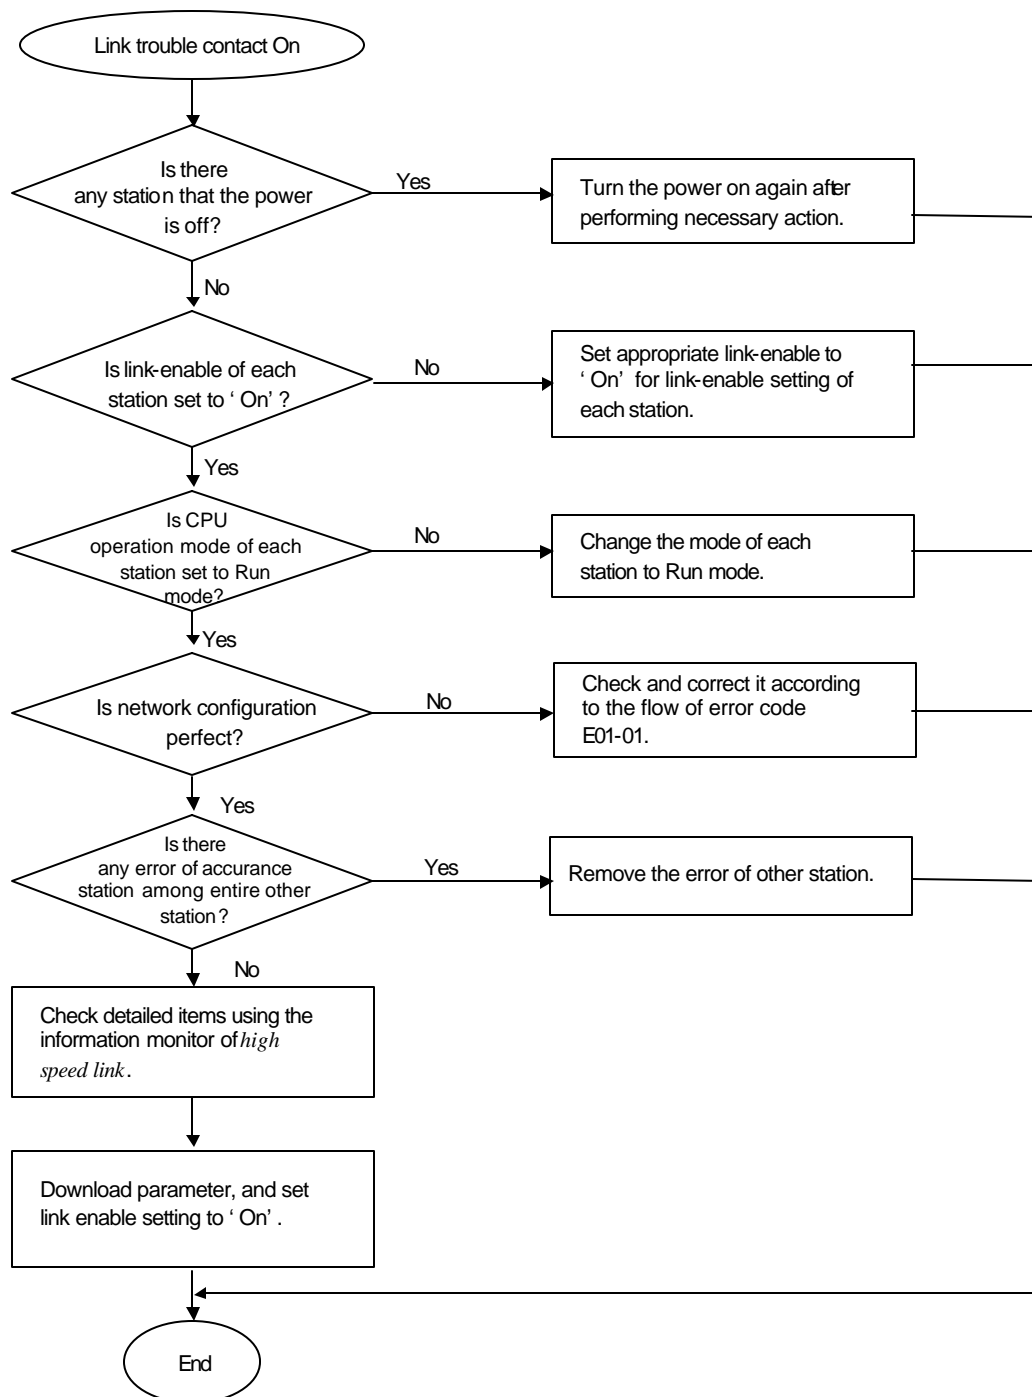 Link trouble contact On
Is there
any station that the power
is off?
Yes
Turn the power on again after
performing necessary action.
No
Is link-enable of each
station set to ‘ On’ ?
No
Set appropriate link-enable to
‘ On’ for link-enable setting of
each station.
Yes
Is CPU
operation mode of each
station set to Run
mode?
No
Change the mode of each
station to Run mode.
Yes
Is network configuration
perfect?
No
Check and correct it according
to the flow of error code
E01-01.
Yes
Is there
any error of accurance
station among entire other
station?
Yes
Remove the error of other station.
No
Check detailed items using the
information monitor of high
speed link.
Download parameter, and set
link enable setting to ‘ On’ .
End